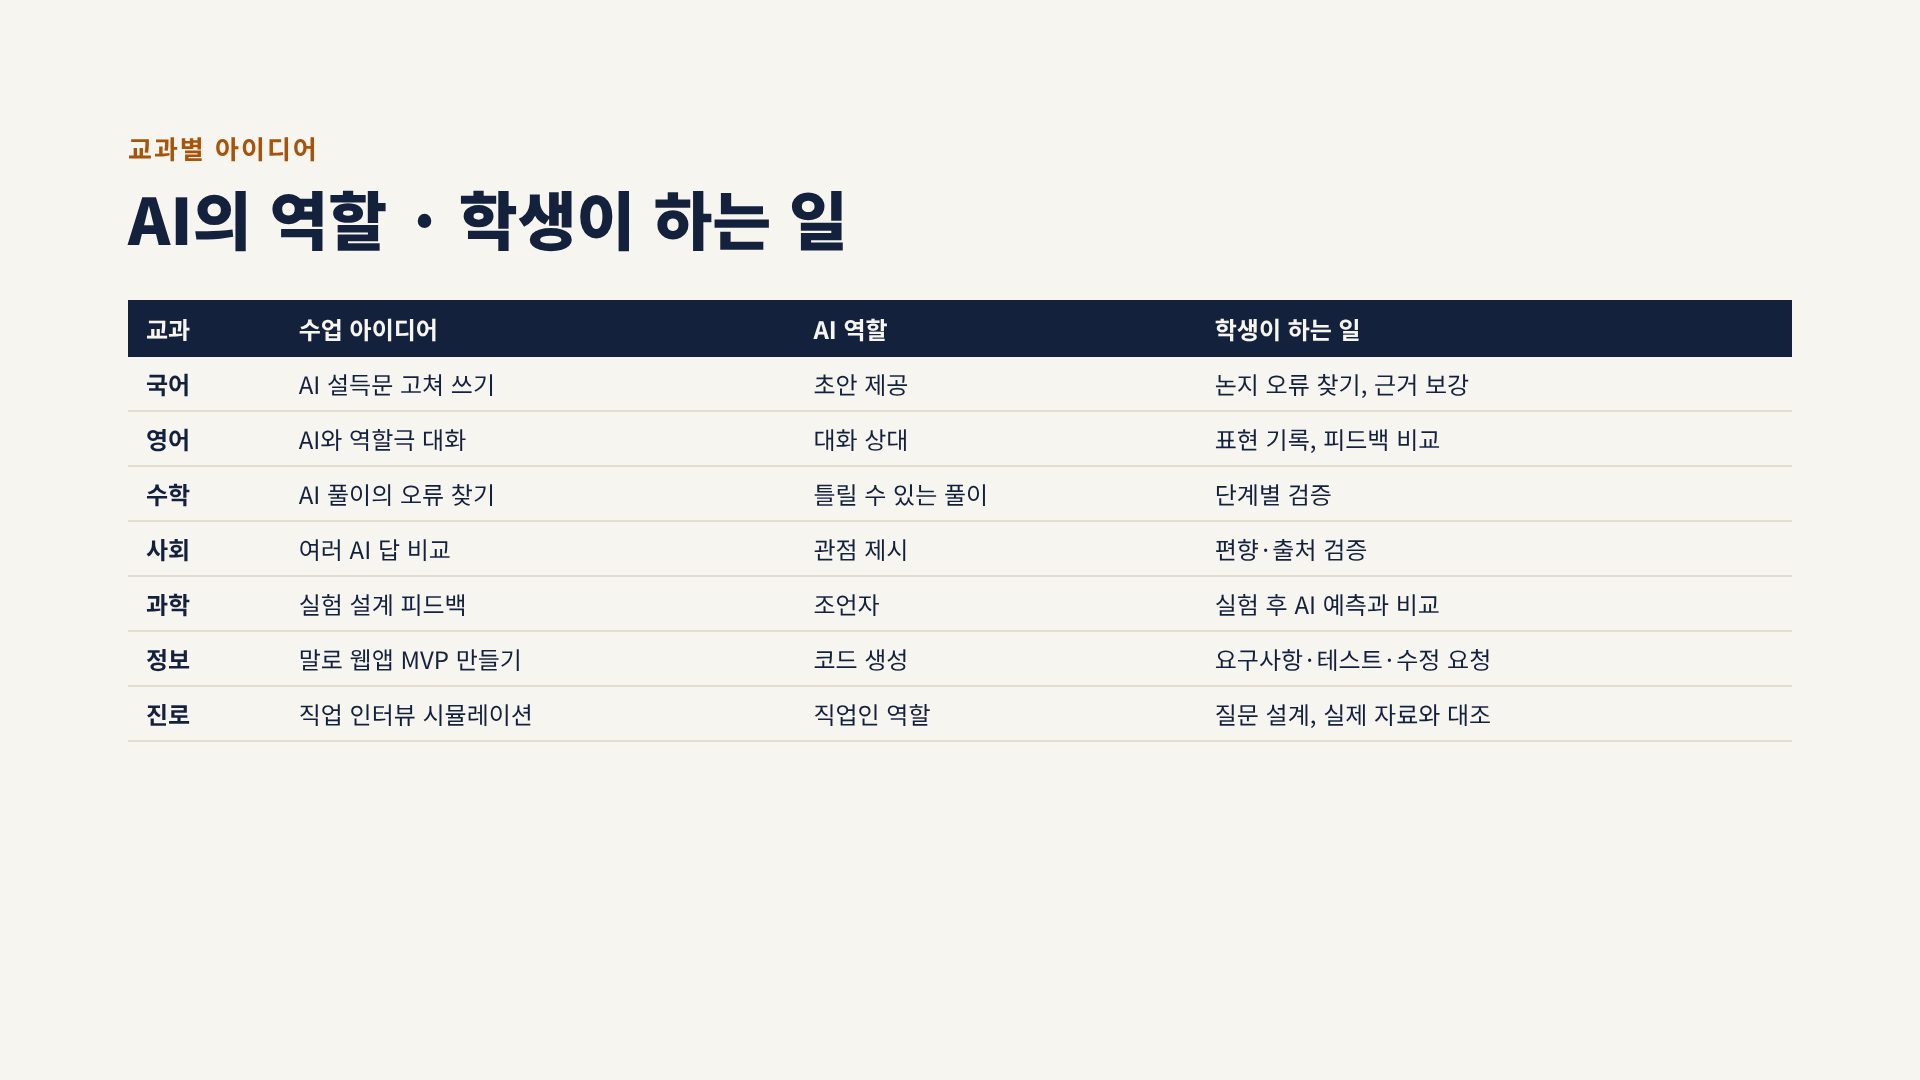 교과별 아이디어
AI의 역할 · 학생이 하는 일
교과 수업 아이디어 AI 역할 학생이 하는 일
국어 AI 설득문 고쳐 쓰기 초안 제공 논지 오류 찾기, 근거 보강
영어 AI와 역할극 대화 대화 상대 표현 기록, 피드백 비교
수학 AI 풀이의 오류 찾기 틀릴 수 있는 풀이 단계별 검증
사회 여러 AI 답 비교 관점 제시 편향·출처 검증
과학 실험 설계 피드백 조언자 실험 후 AI 예측과 비교
정보 말로 웹앱 MVP 만들기 코드 생성 요구사항·테스트·수정 요청
진로 직업 인터뷰 시뮬레이션 직업인 역할 질문 설계, 실제 자료와 대조